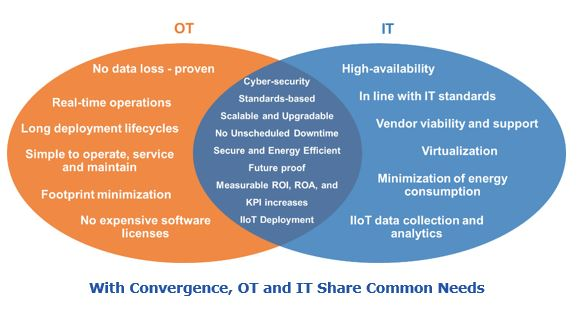 OT
IT
No data loss - proven
Real-time operations
Long deployment lifecycles
Simple to operate, service
and maintain
Footprint minimization
No expensive software
licenses
Cyber-security
Standards-based
Scalable and Upgradable
No Unscheduled Downtime
Secure and Energy Efficient
Future proof
Measurable ROI, ROA, and
KPI increases
IIoT Deployment
High-availability
In line with IT standards
Vendor viability and support
Virtualization
Minimization of energy
consumption
IIoT data collection and
analytics
With Convergence, OT and IT Share Common Needs